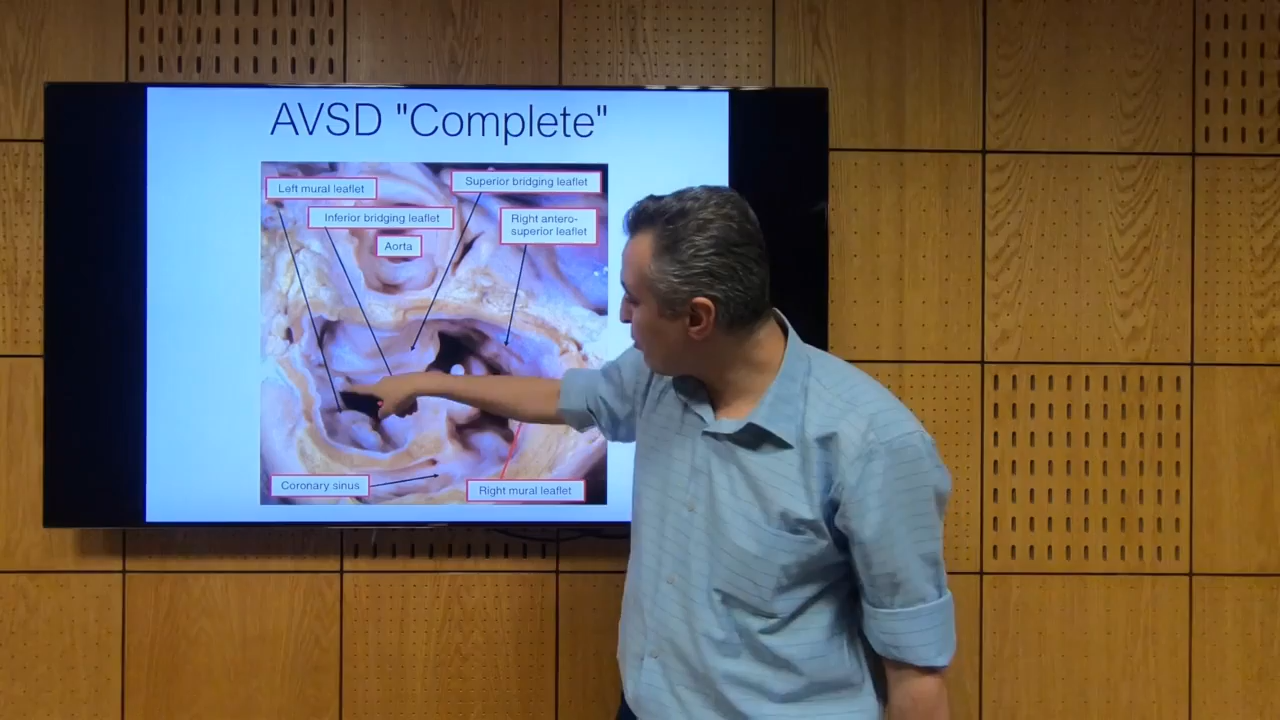 AVSD "Complete"
Left mural leaflet
Superior bridging leaflet
Inferior bridging leaflet
Right antero-
superior leaflet
Aorta
Coronary sinus
Right mural leaflet